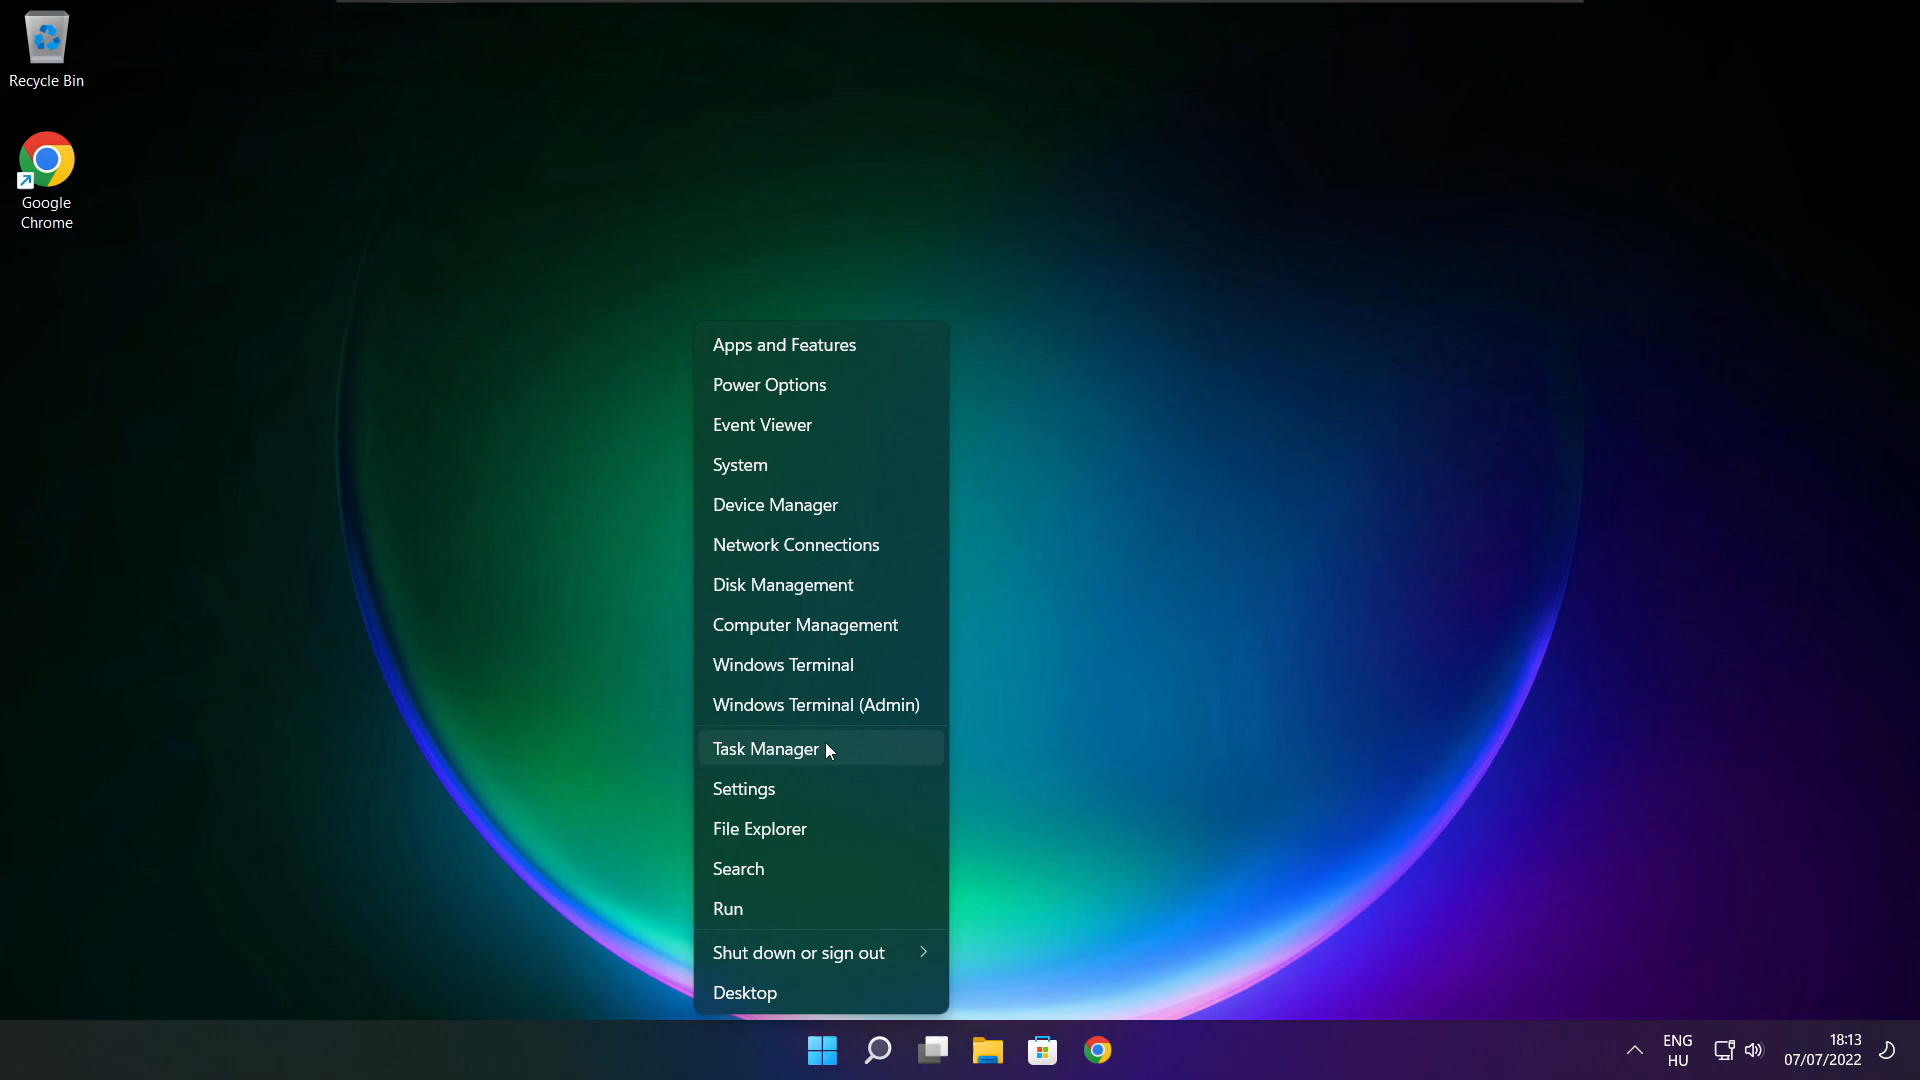 Recycle Bin
Google
Chrome
Apps and Features
Power Options
Event Viewer
System
Device Manager
Network Connections
Disk Management
Computer Management
Windows Terminal
Windows Terminal (Admin)
Task Manager
Settings
File Explorer
Search
Run
Shut down or sign out
Desktop
ENG
HU
18:13
07/07/2022